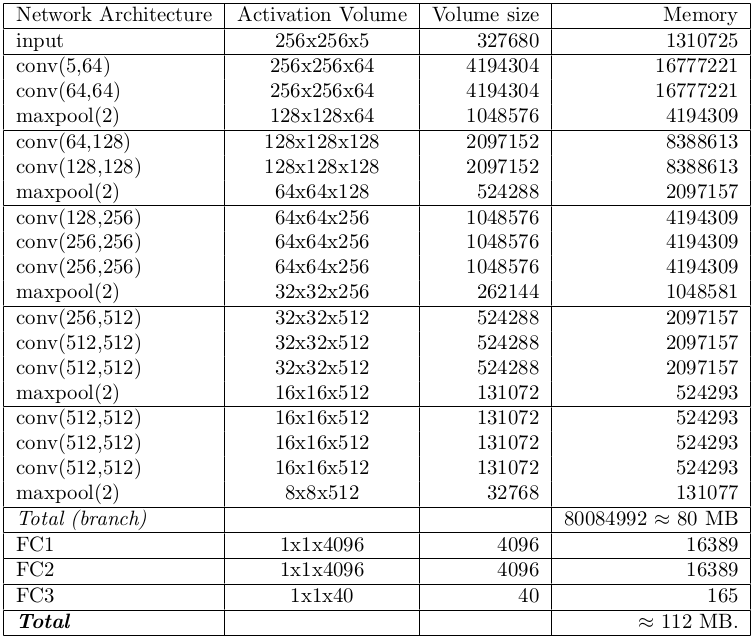 Network Architecture Activation Volume Volume size Memory
input 256x256x5 327680 1310725
conv(5,64) 256x256x64 4194304 16777221
conv(64,64) 256x256x64 4194304 16777221
maxpool(2) 128x128x64 1048576 4194309
conv(64,128) 128x128x128 2097152 8388613
conv(128,128) 128x128x128 2097152 8388613
maxpool(2) 64x64x128 524288 2097157
conv(128,256) 64x64x256 1048576 4194309
conv(256,256) 64x64x256 1048576 4194309
conv(256,256) 64x64x256 1048576 4194309
maxpool(2) 32x32x256 262144 1048581
conv(256,512) 32x32x512 524288 2097157
conv(512,512) 32x32x512 524288 2097157
conv(512,512) 32x32x512 524288 2097157
maxpool(2) 16x16x512 131072 524293
conv(512,512) 16x16x512 131072 524293
conv(512,512) 16x16x512 131072 524293
conv(512,512) 16x16x512 131072 524293
maxpool(2) 8x8x512 32768 131077
Total (branch) 80084992 ≈ 80 MB
FC1 1x1x4096 4096 16389
FC2 1x1x4096 4096 16389
FC3 1x1x40 40 165
Total ≈ 112 MB.